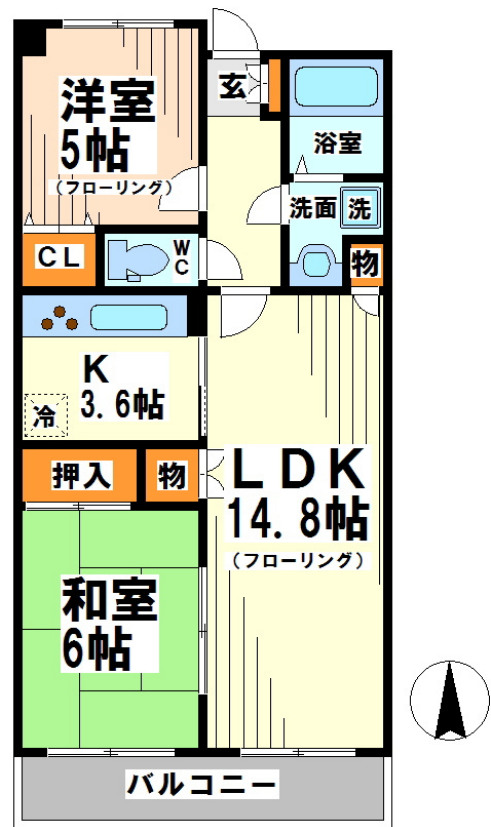 洋室
5帖
(フローリング)
玄
浴室
洗面
洗
CL
WC
物
K
3.6帖
冷
押入
物
LDK
14.8帖
(フローリング)
和室
6帖
バルコニー